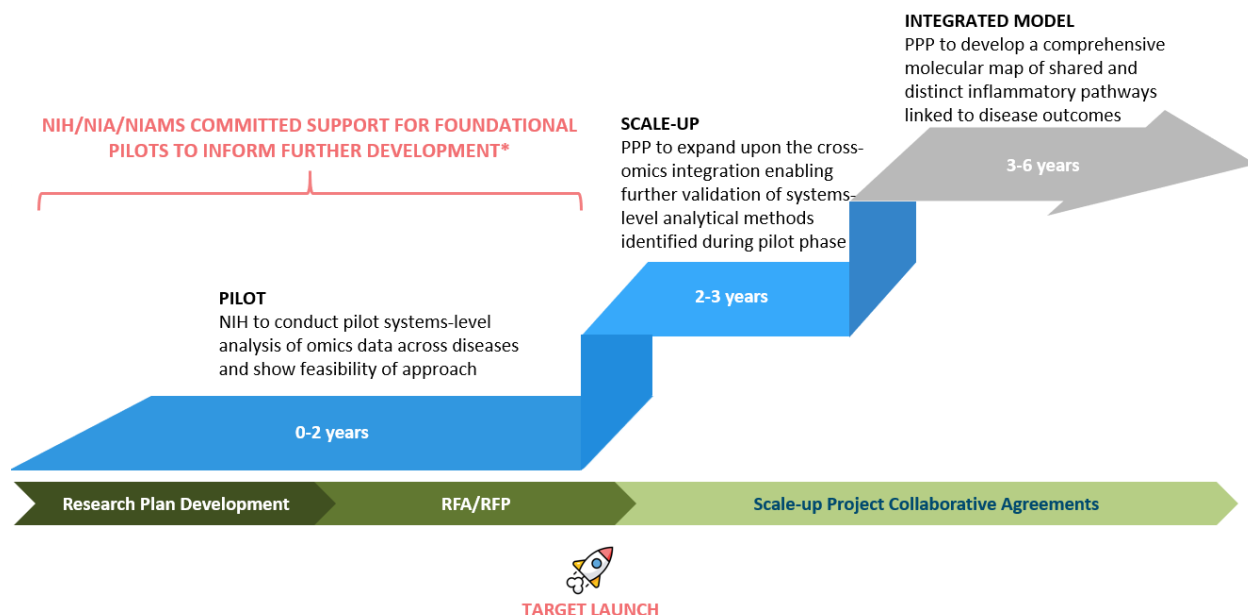 INTEGRATED MODEL
PPP to develop a comprehensive
molecular map of shared and
distinct inflammatory pathways
linked to disease outcomes
3-6 years
NIH/NIA/NIAMS COMMITTED SUPPORT FOR FOUNDATIONAL
PILOTS TO INFORM FURTHER DEVELOPMENT*
SCALE-UP
PPP to expand upon the cross-
omics integration enabling
further validation of systems-
level analytical methods
identified during pilot phase
2-3 years
PILOT
NIH to conduct pilot systems-level
analysis of omics data across diseases
and show feasibility of approach
0-2 years
Research Plan Development
RFA/RFP
Scale-up Project Collaborative Agreements
TARGET LAUNCH